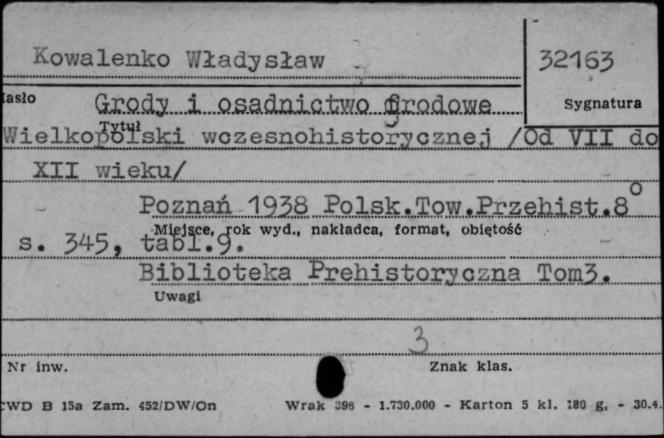 Kowalenko Władysław
32163
Hasło
Sygnatura
Grody i osadnictwo grodowe
Tytuł
Wielkopolski wczesnohistorycznej /Od VII do
XII wieku/
Poznań 1938 Polsk.Tow.Przehist.8°
Miejsce, rok wyd., nakładca, format, objętość
s. 345, tabl.9.
Biblioteka Prehistoryczna Tom3.
Uwagi
3
Nr inw.
Znak klas.
CWD B 15a Zam. 452/DW/On Wrak 396 - 1.730.000 - Karton 5 kl. 180 g, - 30.4.